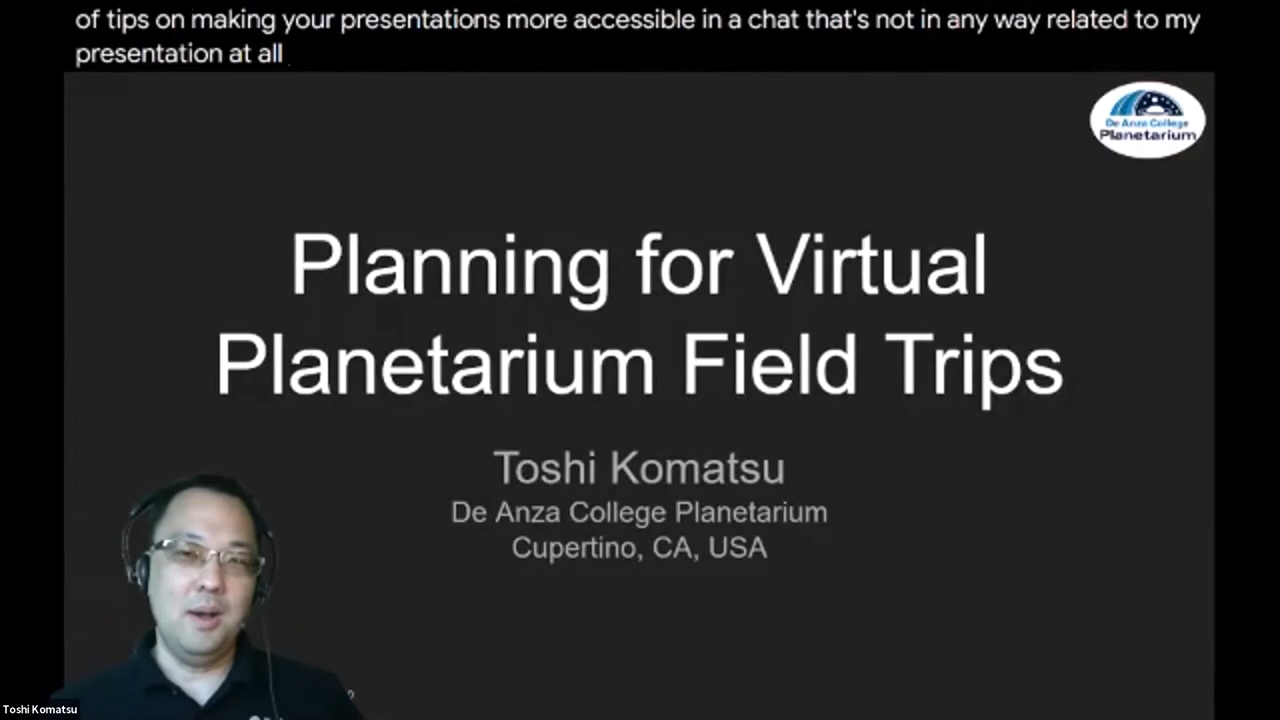 of tips on making your presentations more accessible in a chat that's not in any way related to my
presentation at all
De Anza College
Planetarium
Planning for Virtual
Planetarium Field Trips
Toshi Komatsu
De Anza College Planetarium
Cupertino, CA, USA
Toshi Komatsu